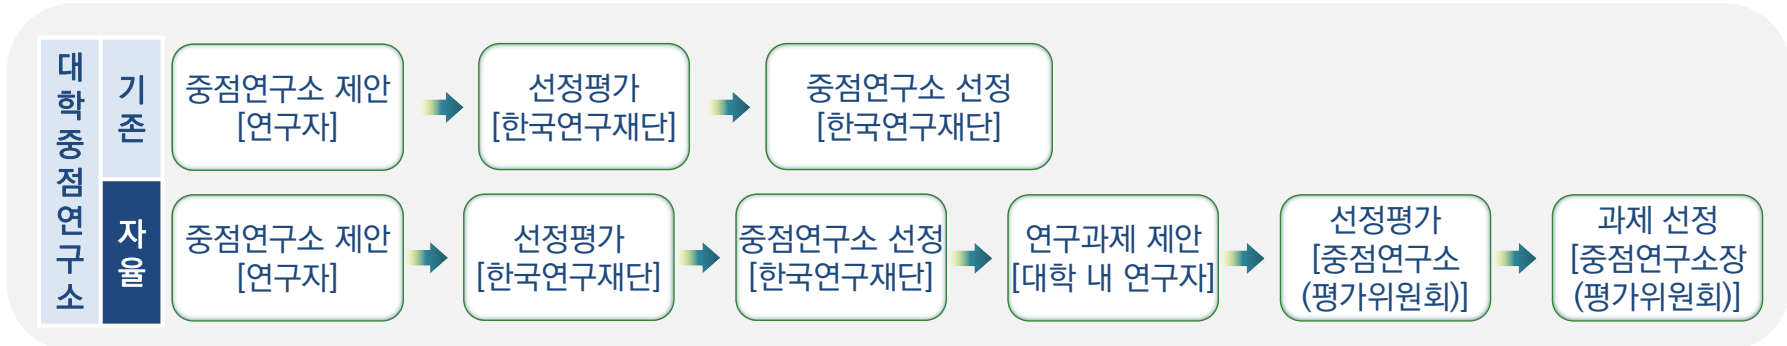 대학중점연구소
기존
중점연구소 제안
[연구자]
선정평가
[한국연구재단]
중점연구소 선정
[한국연구재단]
자율
중점연구소 제안
[연구자]
선정평가
[한국연구재단]
중점연구소 선정
[한국연구재단]
연구과제 제안
[대학 내 연구자]
선정평가
[중점연구소
(평가위원회)]
과제 선정
[중점연구소장
(평가위원회)]